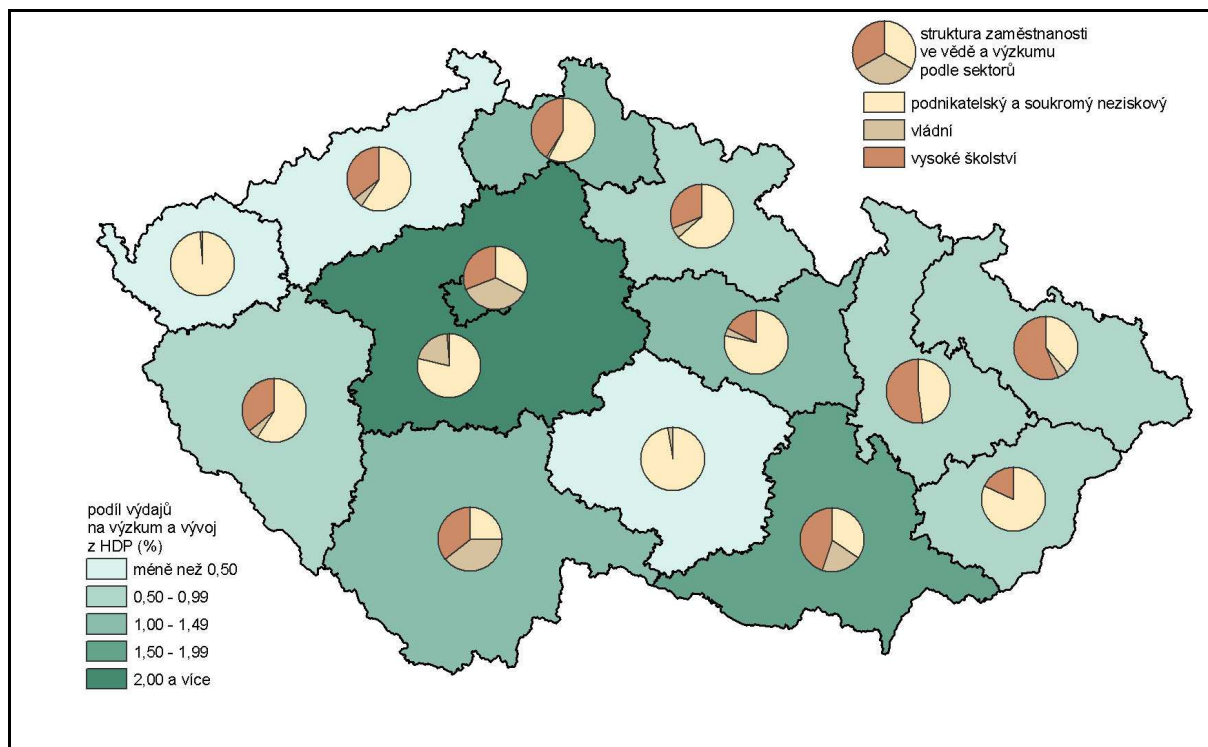 struktura zaměstnanosti
ve vědě a výzkumu
podle sektorů
podnikatelský a soukromý neziskový
vládní
vysoké školství
podíl výdajů
na výzkum a vývoj
z HDP (%)
méně než 0,50
0,50 - 0,99
1,00 - 1,49
1,50 - 1,99
2,00 a více